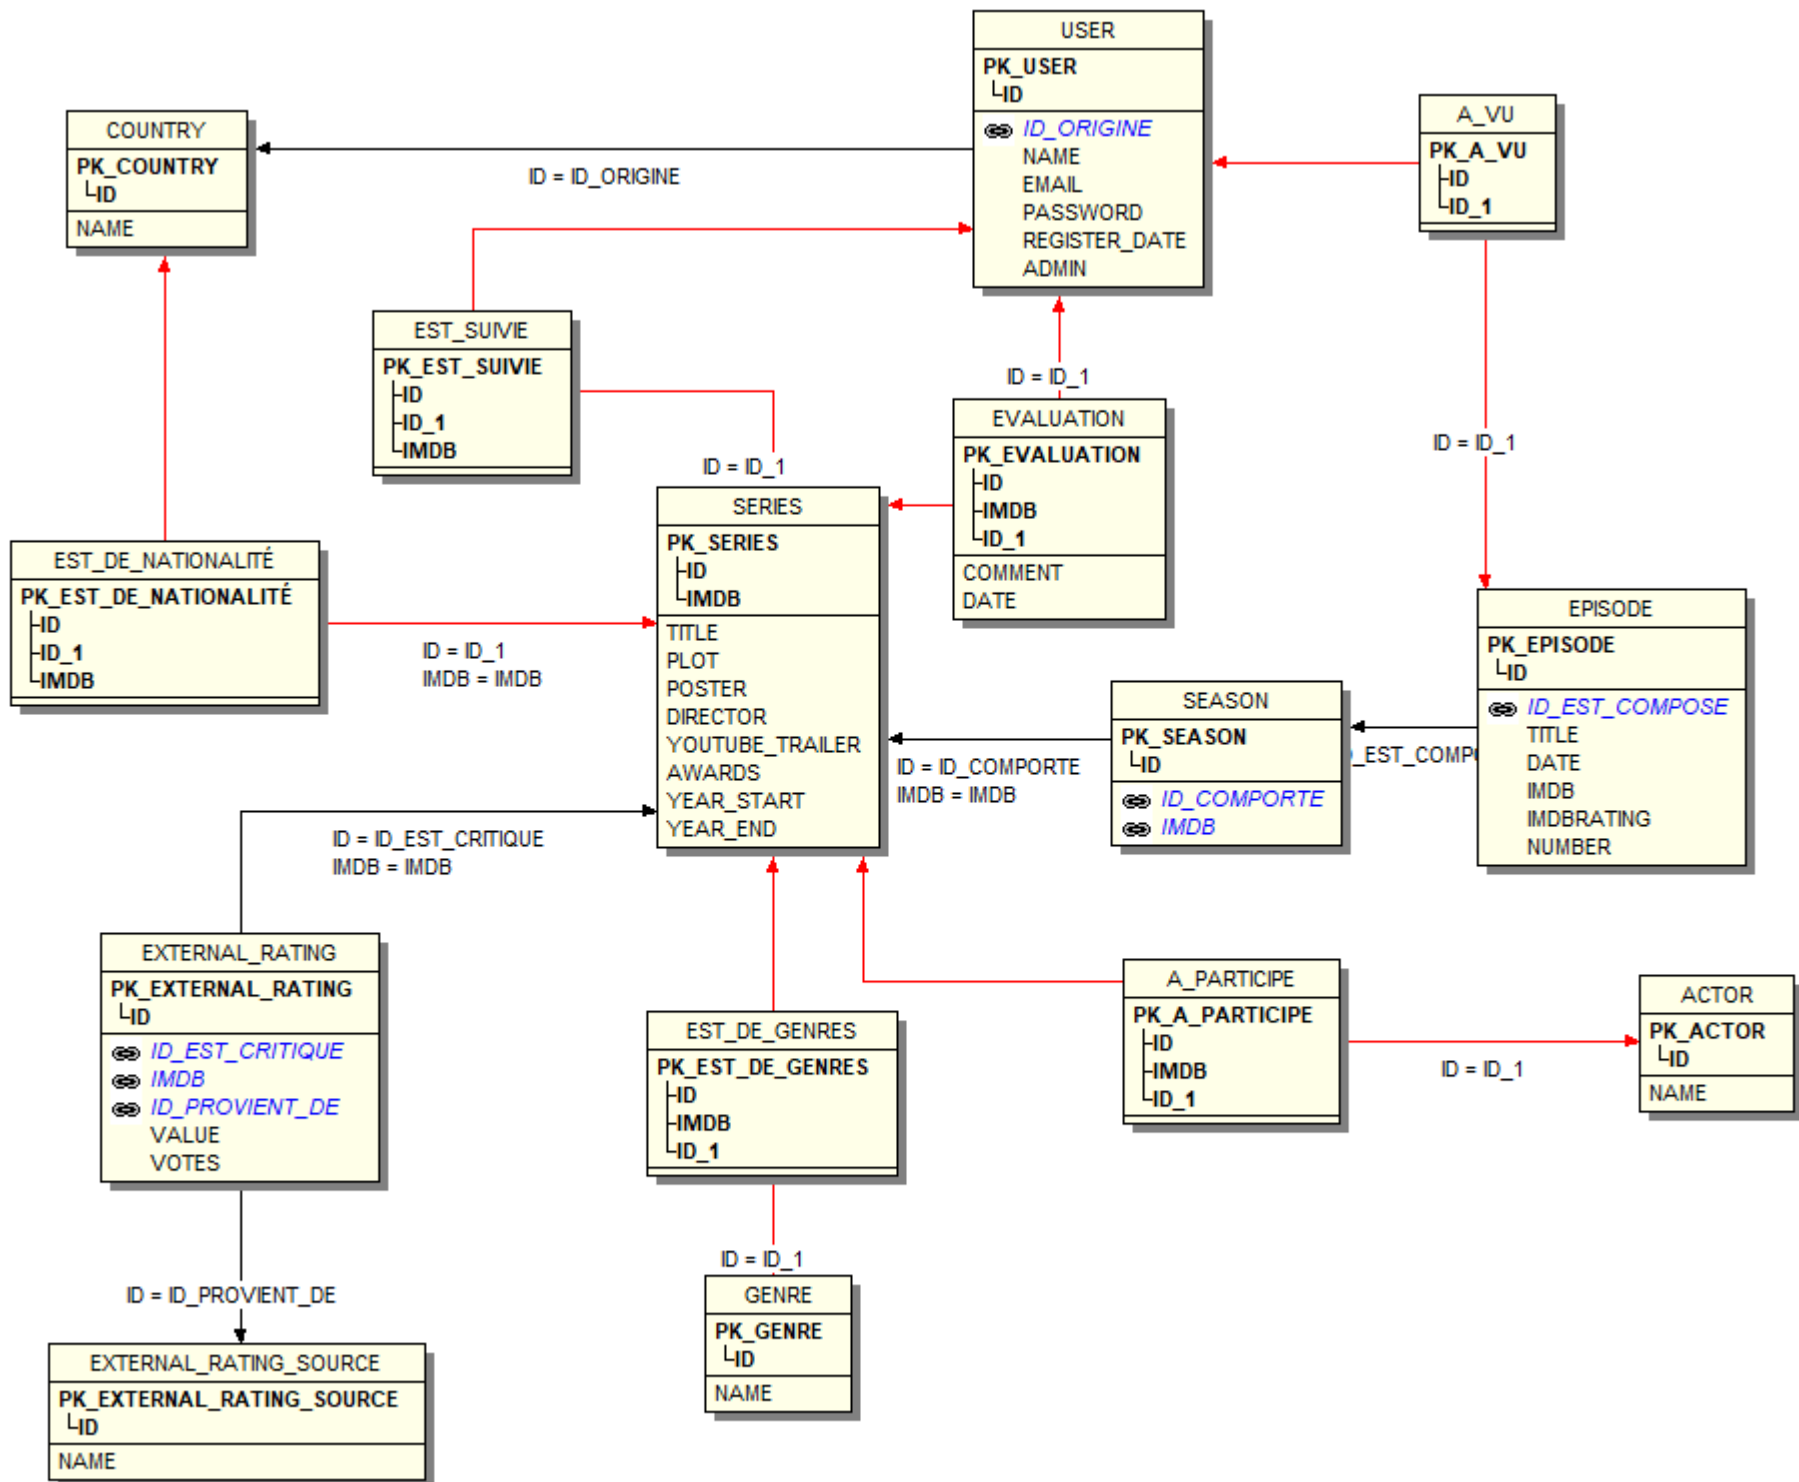 USER
PK_USER
ID
ID_ORIGINE
NAME
EMAIL
PASSWORD
REGISTER_DATE
ADMIN
COUNTRY
PK_COUNTRY
ID
NAME
ID = ID_ORIGINE
A_VU
PK_A_VU
ID
ID_1
EST_SUIVIE
PK_EST_SUIVIE
ID
ID_1
IMDB
ID = ID_1
ID = ID_1
EVALUATION
PK_EVALUATION
ID
IMDB
ID_1
COMMENT
DATE
ID = ID_1
EST_DE_NATIONALITÉ
PK_EST_DE_NATIONALITÉ
ID
ID_1
IMDB
ID = ID_1
IMDB = IMDB
SERIES
PK_SERIES
ID
IMDB
TITLE
PLOT
POSTER
DIRECTOR
YOUTUBE_TRAILER
AWARDS
YEAR_START
YEAR_END
ID = ID_COMPORTE
IMDB = IMDB
SEASON
PK_SEASON
ID
ID_COMPORTE
IMDB
_EST_COMP
EPISODE
PK_EPISODE
ID
ID_EST_COMPOSE
TITLE
DATE
IMDB
IMDBRATING
NUMBER
ID = ID_EST_CRITIQUE
IMDB = IMDB
EXTERNAL_RATING
PK_EXTERNAL_RATING
ID
ID_EST_CRITIQUE
IMDB
ID_PROVIENT_DE
VALUE
VOTES
EST_DE_GENRES
PK_EST_DE_GENRES
ID
IMDB
ID_1
A_PARTICIPE
PK_A_PARTICIPE
ID
IMDB
ID_1
ID = ID_1
ACTOR
PK_ACTOR
ID
NAME
ID = ID_1
GENRE
PK_GENRE
ID
NAME
ID = ID_PROVIENT_DE
EXTERNAL_RATING_SOURCE
PK_EXTERNAL_RATING_SOURCE
ID
NAME